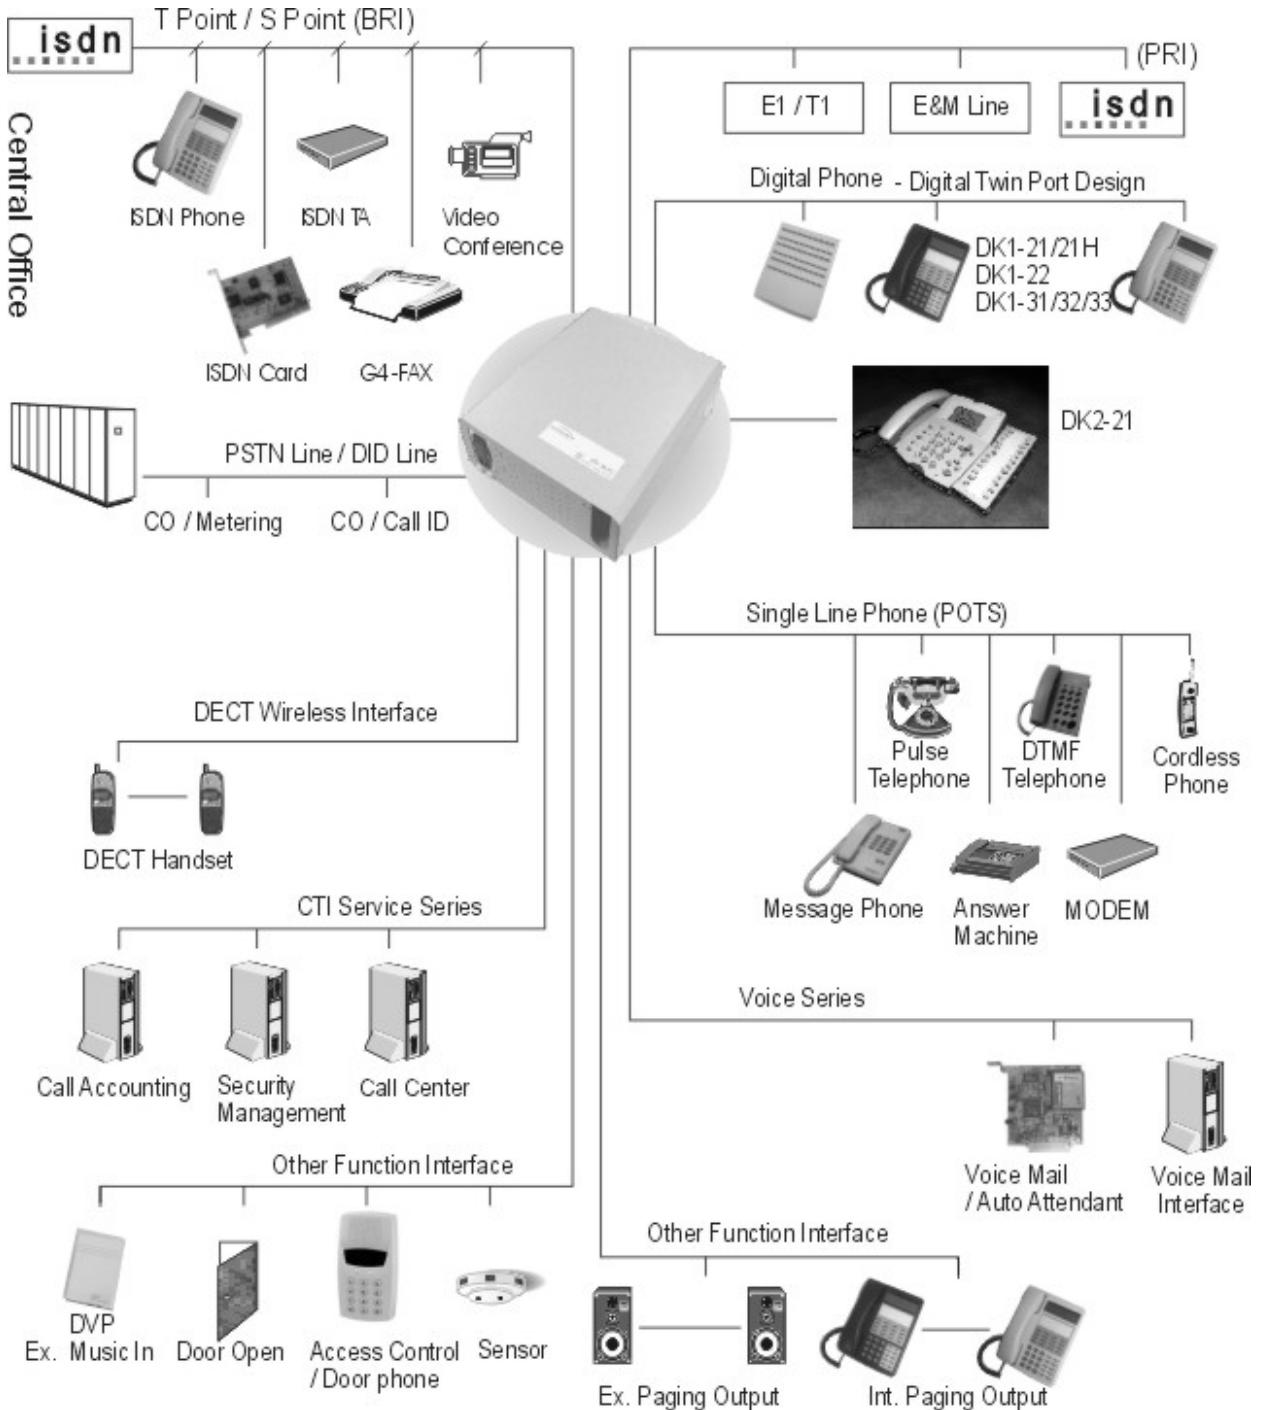 T Point / S Point (BRI)
isdn
Central Office
ISDN Phone
ISDN TA
Video
Conference
ISDN Card
G4-FAX
PSTN Line / DID Line
CO / Metering
CO / Call ID
(PRI)
E1 / T1
E&M Line
isdn
Digital Phone - Digital Twin Port Design
DK1-21/21H
DK1-22
DK1-31/32/33
DK2-21
Single Line Phone (POTS)
Pulse
Telephone
DTMF
Telephone
Cordless
Phone
Message Phone
Answer
Machine
MODEM
DECT Wireless Interface
DECT Handset
CTI Service Series
Call Accounting
Security
Management
Call Center
Voice Series
Voice Mail
/ Auto Attendant
Voice Mail
Interface
Other Function Interface
DVP
Ex. Music In
Door Open
Access Control
/ Door phone
Sensor
Other Function Interface
Ex. Paging Output
Int. Paging Output